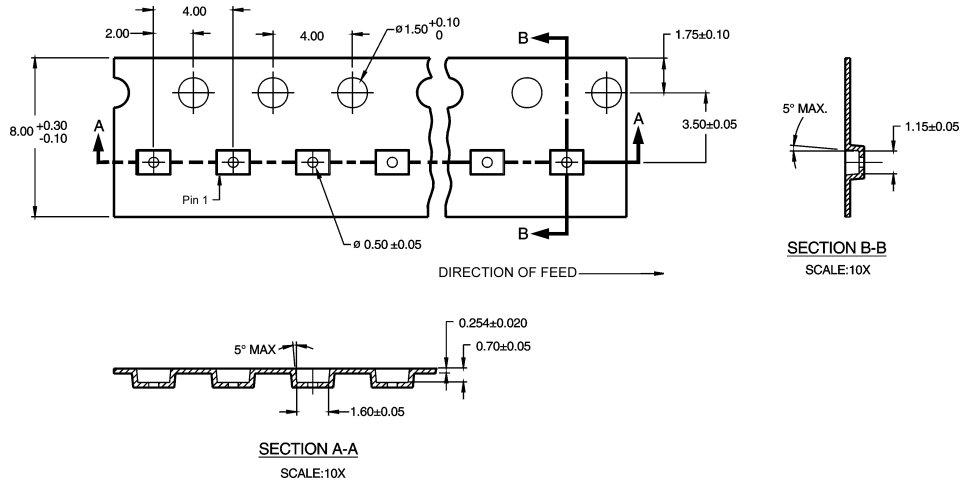 4.00
2.00
4.00
ø 1.50 +0.10
0
B
1.75±0.10
8.00 +0.30
-0.10
A
A
3.50±0.05
5° MAX.
1.15±0.05
Pin 1
B
ø 0.50 ±0.05
SECTION B-B
SCALE:10X
DIRECTION OF FEED
0.254±0.020
5° MAX
0.70±0.05
1.60±0.05
SECTION A-A
SCALE:10X